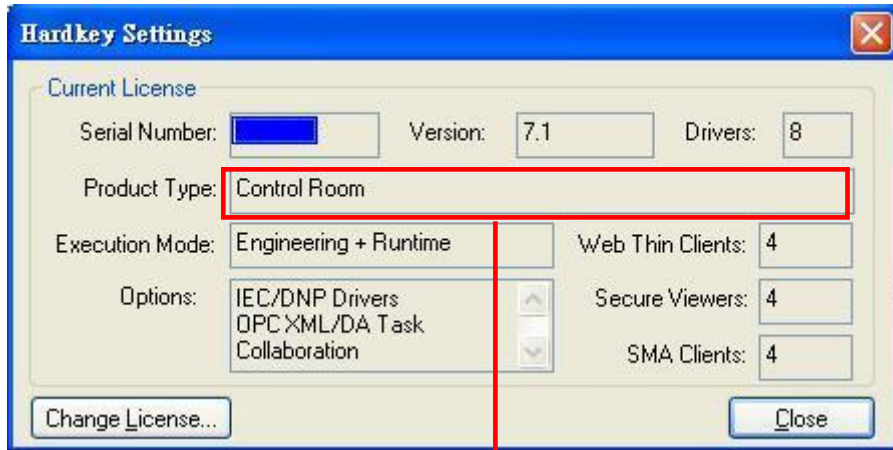 Hardkey Settings
Current License
Serial Number: Version: 7.1 Drivers: 8
Product Type: Control Room
Execution Mode: Engineering + Runtime Web Thin Clients: 4
Options: IEC/DNP Drivers Secure Viewers: 4
OPC XML/DA Task
Collaboration SMA Clients: 4
Change License... Close